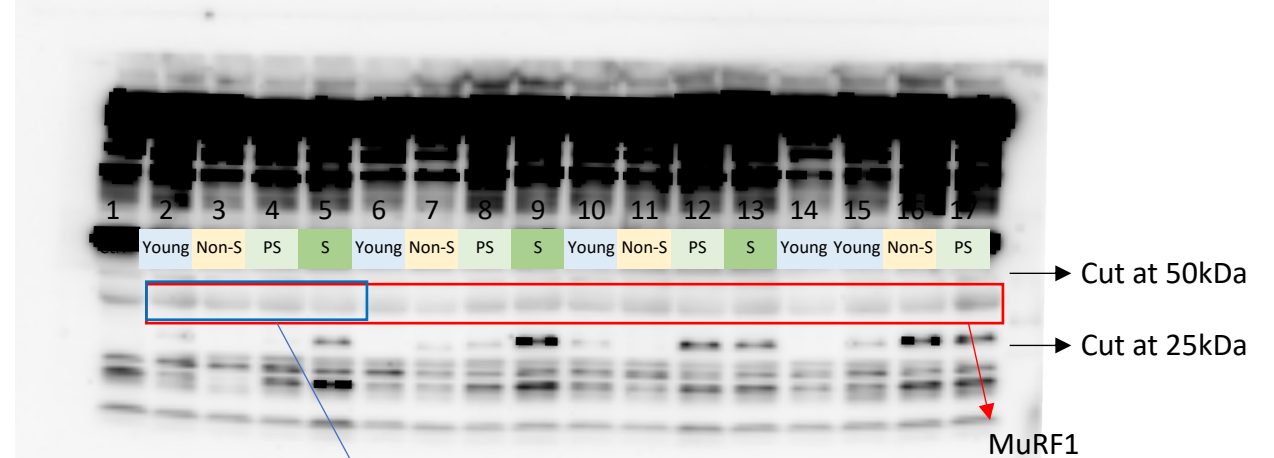 1 2 3 4 5 6 7 8 9 10 11 12 13 14 15 16 17
Young Non-S PS S Young Non-S PS S Young Non-S PS S Young Young Non-S PS
Cut at 50kDa
Cut at 25kDa
MuRF1